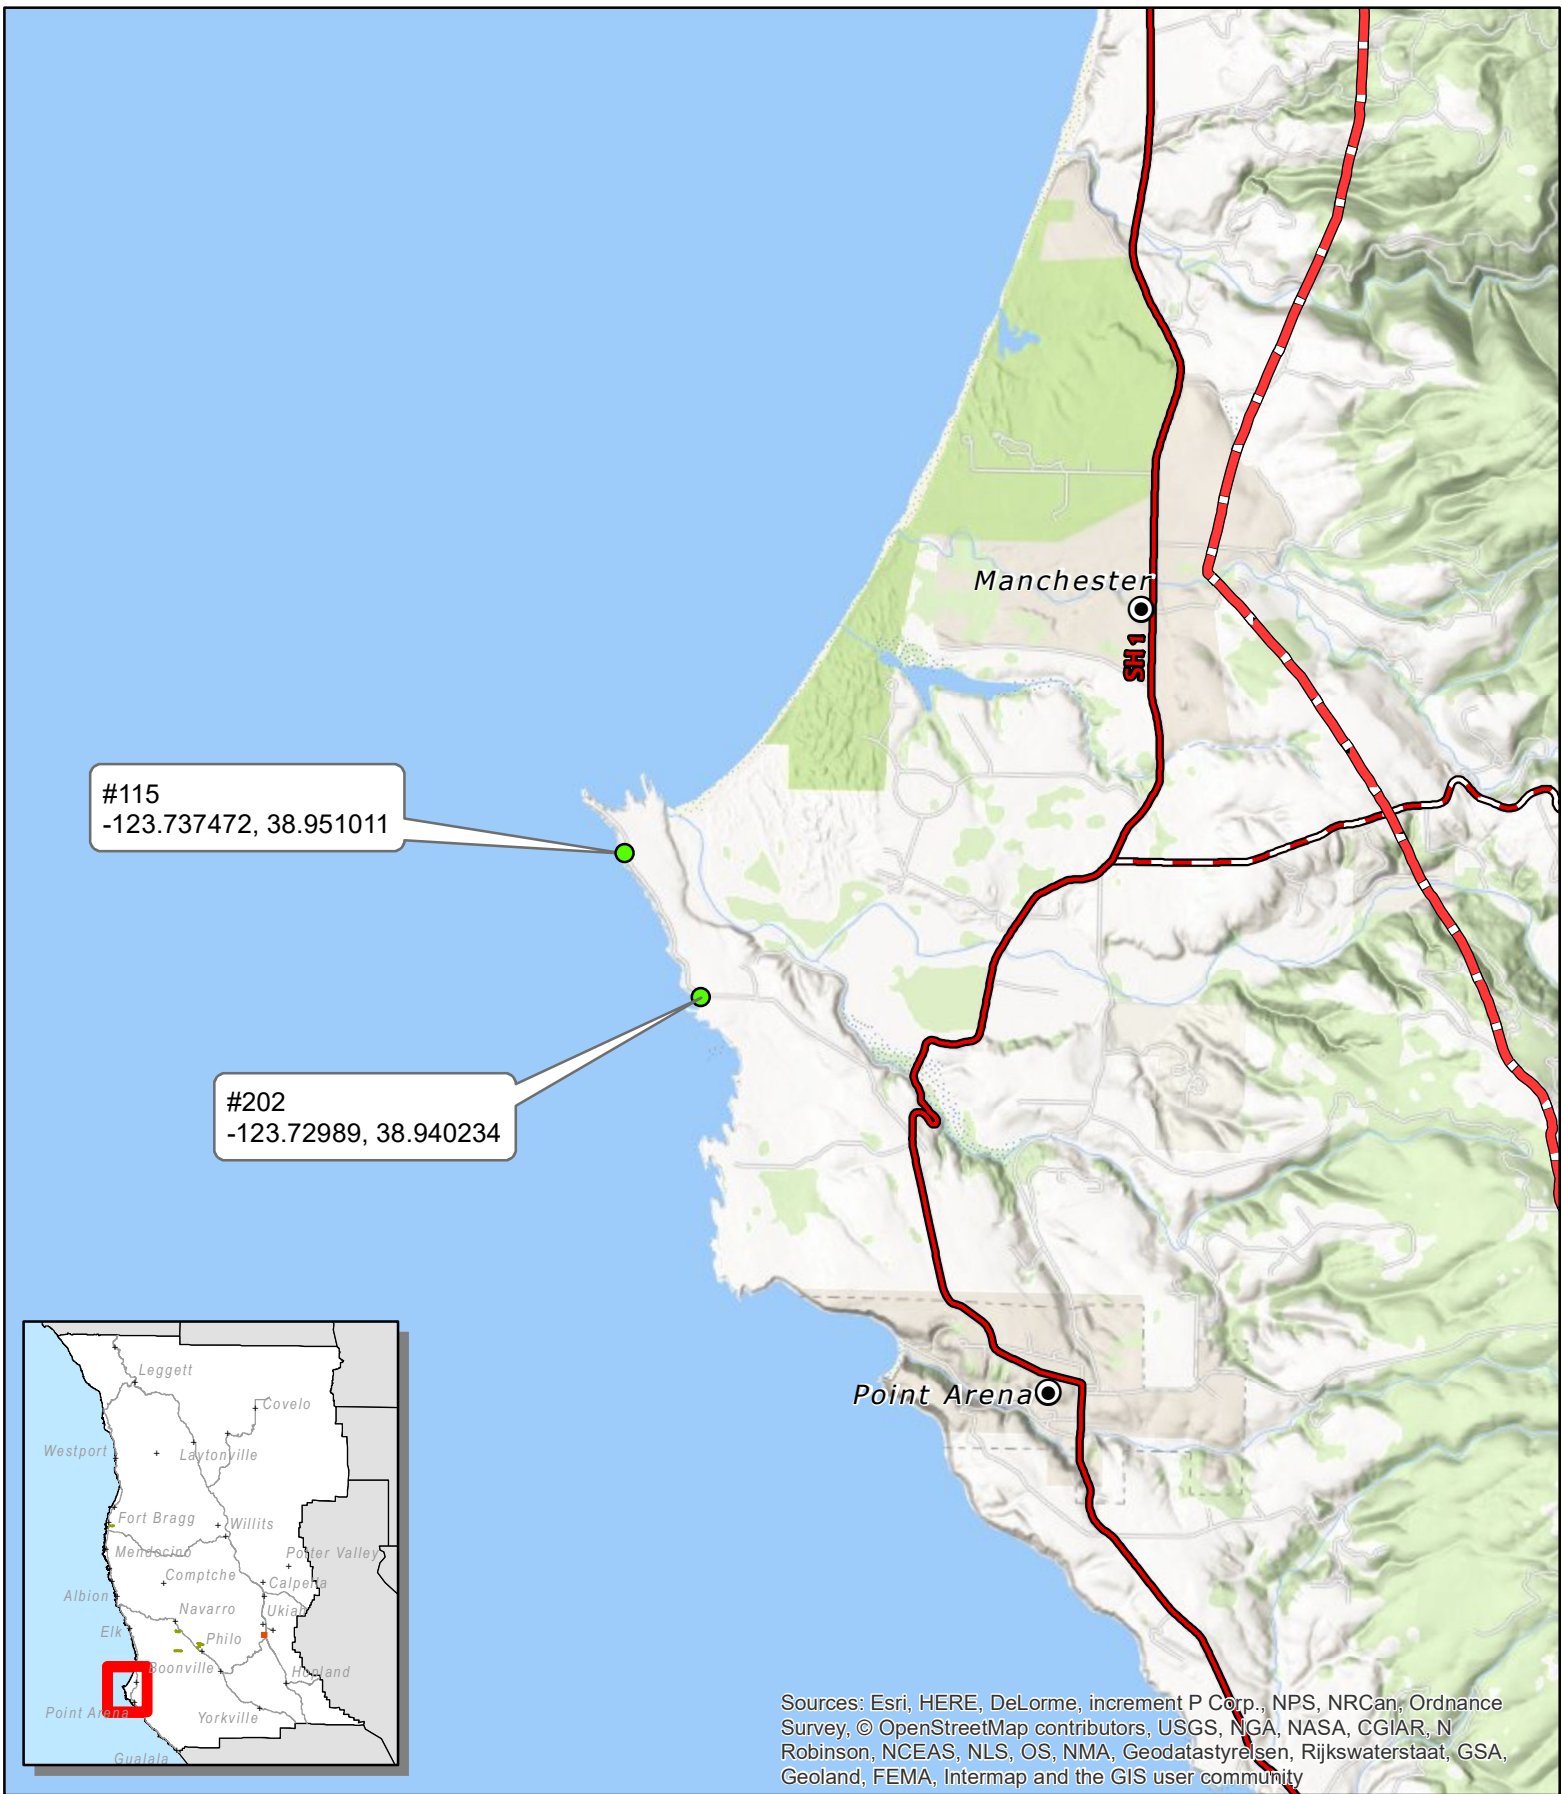 Manchester
SH 1
#115
-123.737472, 38.951011
#202
-123.72989, 38.940234
Point Arena
Leggett
Covelo
Westport
Laytonville
Fort Bragg
Willits
Mendocino
Potter Valley
Comptche
Calpella
Albion
Navarro
Ukiah
Elk
Philo
Boonville
Hopland
Point Arena
Yorkville
Gualala
Sources: Esri, HERE, DeLorme, increment P Corp., NPS, NRCan, Ordnance
Survey, © OpenStreetMap contributors, USGS, NGA, NASA, CGIAR, N
Robinson, NCEAS, NLS, OS, NMA, Geodatastyrelsen, Rijkswaterstaat, GSA,
Geoland, FEMA, Intermap and the GIS user community